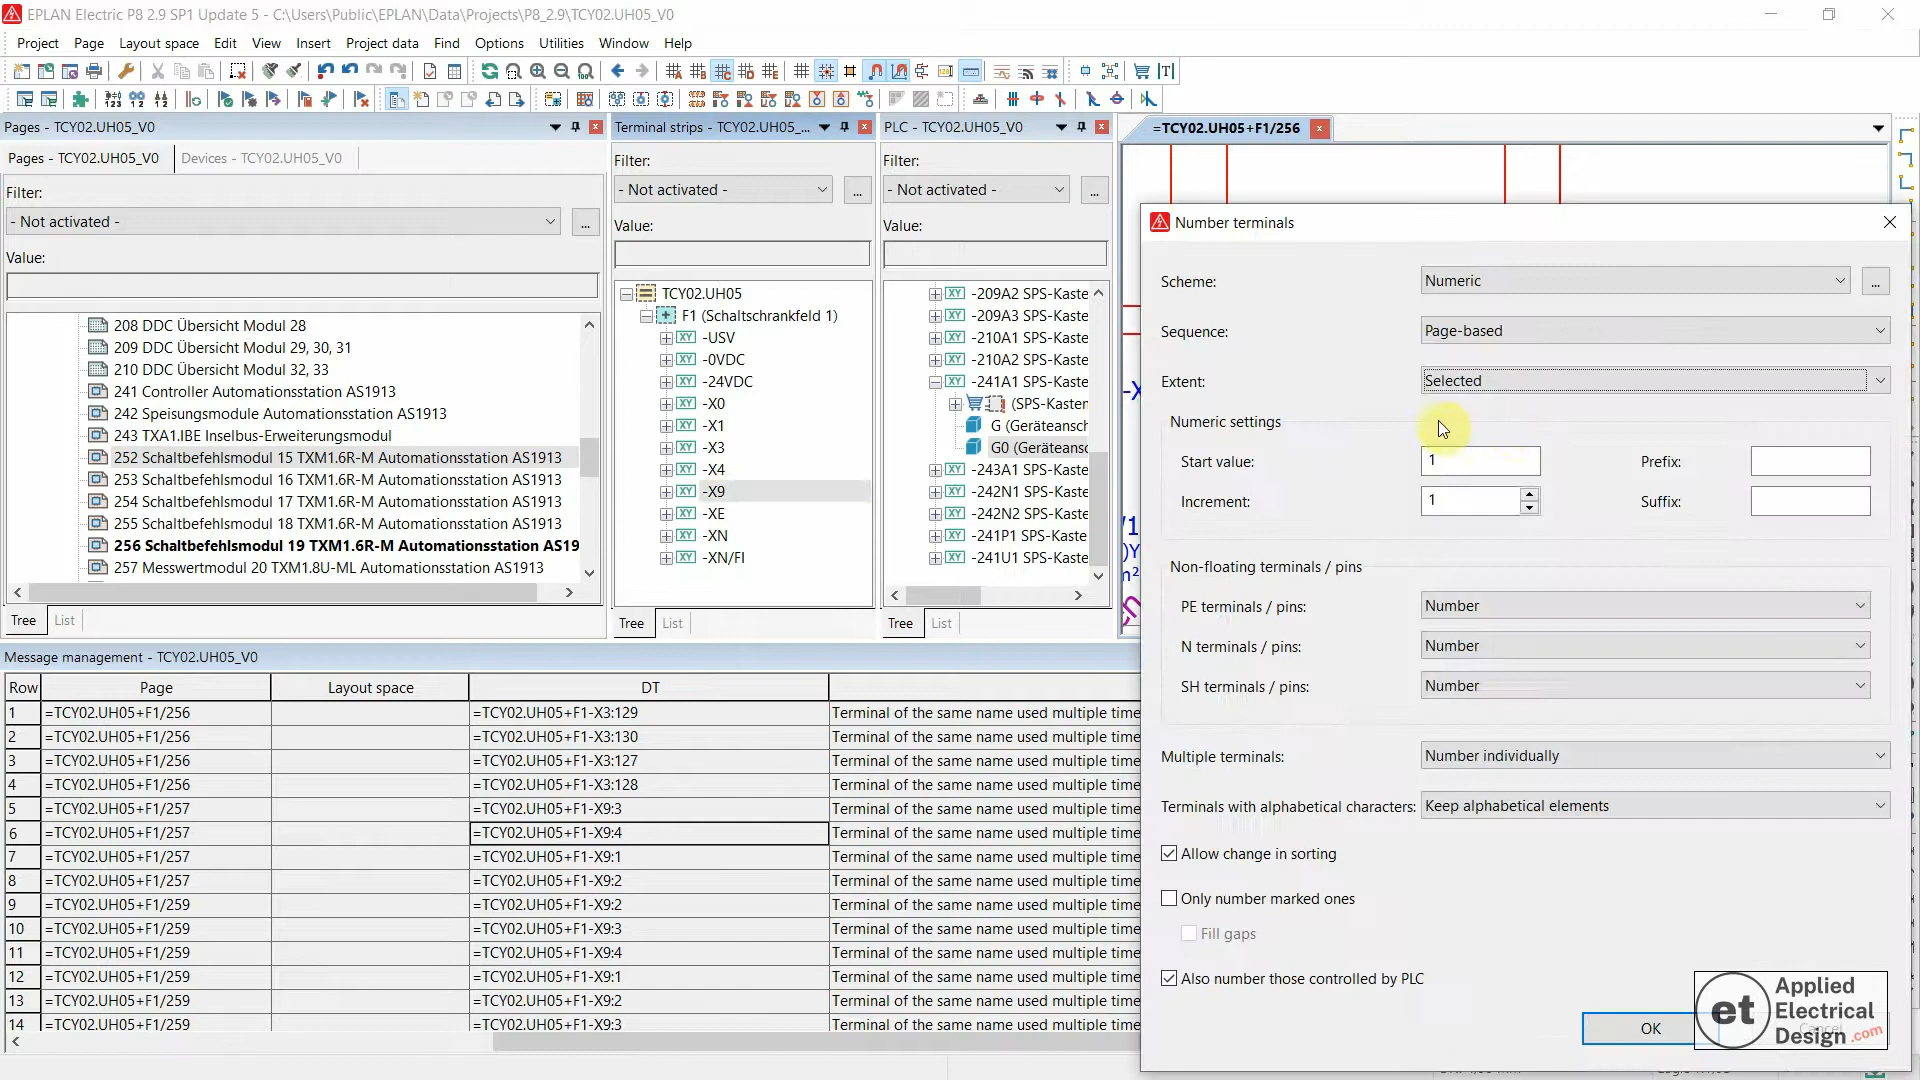 EPLAN Electric P8 2.9 SP1 Update 5 - C:\Users\Public\EPLAN\Data\Projects\P8_2.9\TCY02.UH05_V0
Project Page Layout space Edit View Insert Project data Find Options Utilities Window Help
Pages - TCY02.UH05_V0
Pages - TCY02.UH05_V0 Devices - TCY02.UH05_V0
Filter:
- Not activated - ...
Value:
208 DDC Übersicht Modul 28
209 DDC Übersicht Modul 29, 30, 31
210 DDC Übersicht Modul 32, 33
241 Controller Automationsstation AS1913
242 Speisungsmodule Automationsstation AS1913
243 TXA1.IBE Inselbus-Erweiterungsmodul
252 Schaltbefehlsmodul 15 TXM1.6R-M Automationsstation AS1913
253 Schaltbefehlsmodul 16 TXM1.6R-M Automationsstation AS1913
254 Schaltbefehlsmodul 17 TXM1.6R-M Automationsstation AS1913
255 Schaltbefehlsmodul 18 TXM1.6R-M Automationsstation AS1913
256 Schaltbefehlsmodul 19 TXM1.6R-M Automationsstation AS19
257 Messwertmodul 20 TXM1.8U-ML Automationsstation AS1913
Tree List
Terminal strips - TCY02.UH05_...
Filter:
- Not activated - ...
Value:
TCY02.UH05
F1 (Schaltschrankfeld 1)
-USV
-0VDC
-24VDC
-X0
-X1
-X3
-X4
-X9
-XE
-XN
-XN/FI
Tree List
PLC - TCY02.UH05_V0
Filter:
- Not activated - ...
Value:
-209A2 SPS-Kaste
-209A3 SPS-Kaste
-210A1 SPS-Kaste
-210A2 SPS-Kaste
-241A1 SPS-Kaste
(SPS-Kasten
G (Geräteansch
G0 (Geräteansc
-243A1 SPS-Kaste
-242N1 SPS-Kaste
-242N2 SPS-Kaste
-241P1 SPS-Kaste
-241U1 SPS-Kaste
Tree List
=TCY02.UH05+F1/256
Number terminals
Scheme: Numeric ...
Sequence: Page-based
Extent: Selected
Numeric settings
Start value: 1 Prefix:
Increment: 1 Suffix:
Non-floating terminals / pins
PE terminals / pins: Number
N terminals / pins: Number
SH terminals / pins: Number
Multiple terminals: Number individually
Terminals with alphabetical characters: Keep alphabetical elements
Allow change in sorting
Only number marked ones
Fill gaps
Also number those controlled by PLC
OK
et Applied
Electrical
Design.com
Message management - TCY02.UH05_V0
Row Page Layout space DT
1 =TCY02.UH05+F1/256 =TCY02.UH05+F1-X3:129 Terminal of the same name used multiple time
2 =TCY02.UH05+F1/256 =TCY02.UH05+F1-X3:130 Terminal of the same name used multiple time
3 =TCY02.UH05+F1/256 =TCY02.UH05+F1-X3:127 Terminal of the same name used multiple time
4 =TCY02.UH05+F1/256 =TCY02.UH05+F1-X3:128 Terminal of the same name used multiple time
5 =TCY02.UH05+F1/257 =TCY02.UH05+F1-X9:3 Terminal of the same name used multiple time
6 =TCY02.UH05+F1/257 =TCY02.UH05+F1-X9:4 Terminal of the same name used multiple time
7 =TCY02.UH05+F1/257 =TCY02.UH05+F1-X9:1 Terminal of the same name used multiple time
8 =TCY02.UH05+F1/257 =TCY02.UH05+F1-X9:2 Terminal of the same name used multiple time
9 =TCY02.UH05+F1/259 =TCY02.UH05+F1-X9:2 Terminal of the same name used multiple time
10 =TCY02.UH05+F1/259 =TCY02.UH05+F1-X9:3 Terminal of the same name used multiple time
11 =TCY02.UH05+F1/259 =TCY02.UH05+F1-X9:4 Terminal of the same name used multiple time
12 =TCY02.UH05+F1/259 =TCY02.UH05+F1-X9:1 Terminal of the same name used multiple time
13 =TCY02.UH05+F1/259 =TCY02.UH05+F1-X9:2 Terminal of the same name used multiple time
14 =TCY02.UH05+F1/259 =TCY02.UH05+F1-X9:3 Terminal of the same name used multiple time